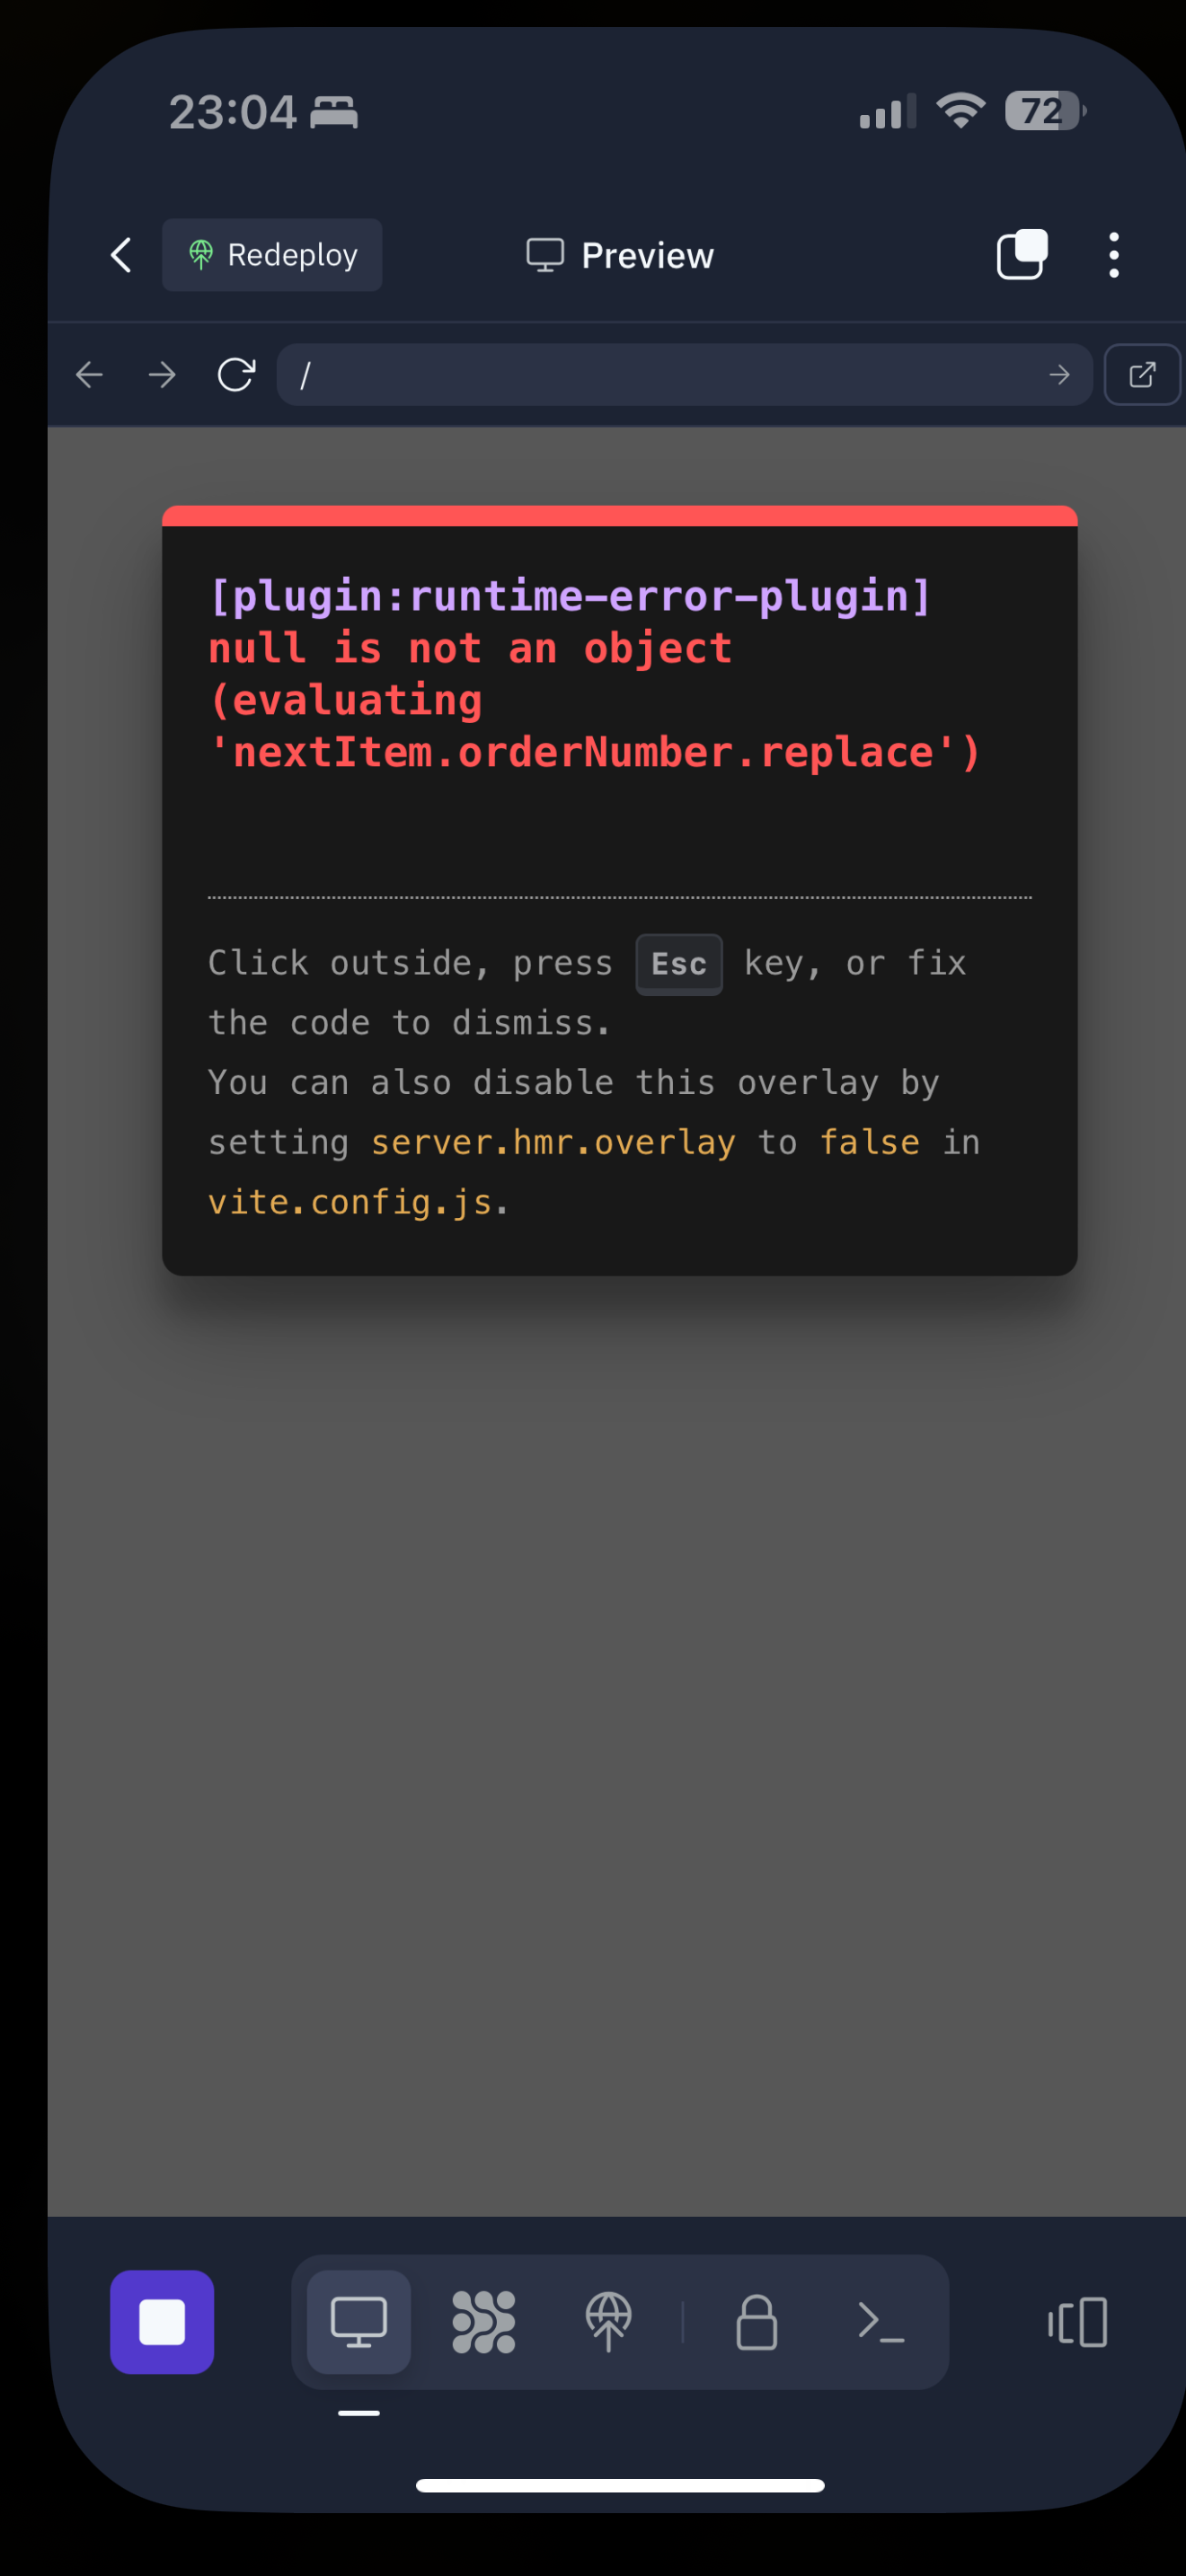 23:04
72
Redeploy
Preview
/
[plugin:runtime-error-plugin]
null is not an object
(evaluating
'nextItem.orderNumber.replace')
Click outside, press Esc key, or fix
the code to dismiss.
You can also disable this overlay by
setting server.hmr.overlay to false in
vite.config.js.